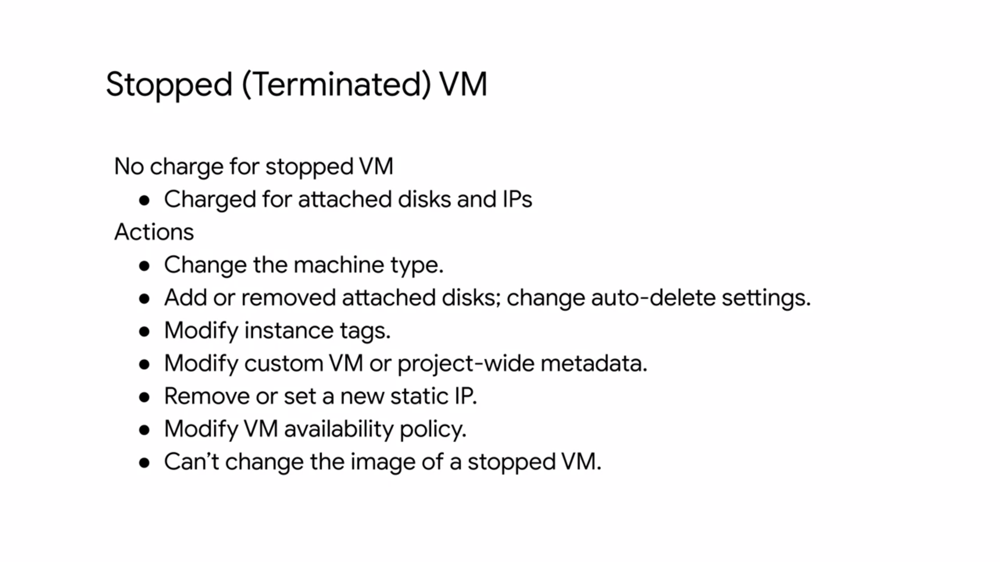 Stopped (Terminated) VM
No charge for stopped VM
● Charged for attached disks and IPs
Actions
● Change the machine type.
● Add or removed attached disks; change auto-delete settings.
● Modify instance tags.
● Modify custom VM or project-wide metadata.
● Remove or set a new static IP.
● Modify VM availability policy.
● Can’t change the image of a stopped VM.